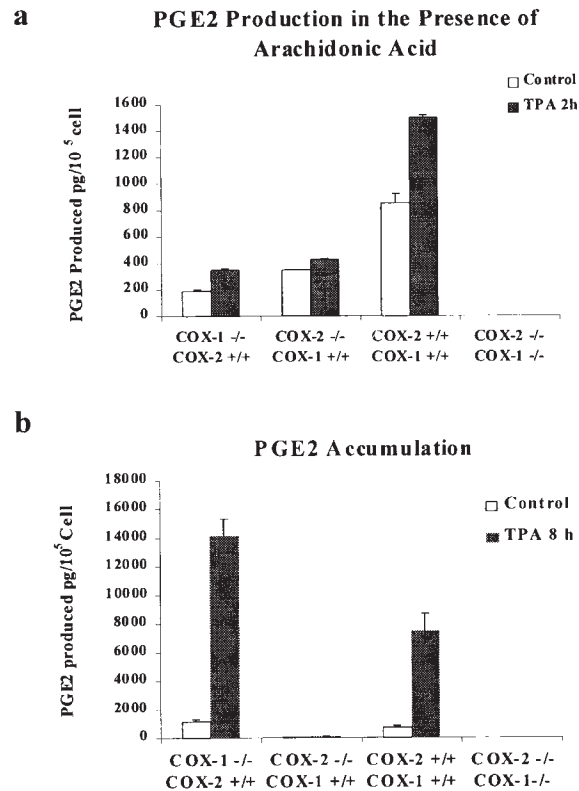 a
PGE2 Production in the Presence of
Arachidonic Acid
Control
TPA 2h
PGE2 Produced pg/10 5 cell
1600
1400
1200
1000
800
600
400
200
0
COX-1 -/- COX-2 -/- COX-2 +/+ COX-2 -/-
COX-2 +/+ COX-1 +/+ COX-1 +/+ COX-1 -/-
b
PGE2 Accumulation
Control
TPA 8 h
PGE2 produced pg/10⁵ Cell
18000
16000
14000
12000
10000
8000
6000
4000
2000
0
COX-1 -/- COX-2 -/- COX-2 +/+ COX-2 -/-
COX-2 +/+ COX-1 +/+ COX-1 +/+ COX-1-/-